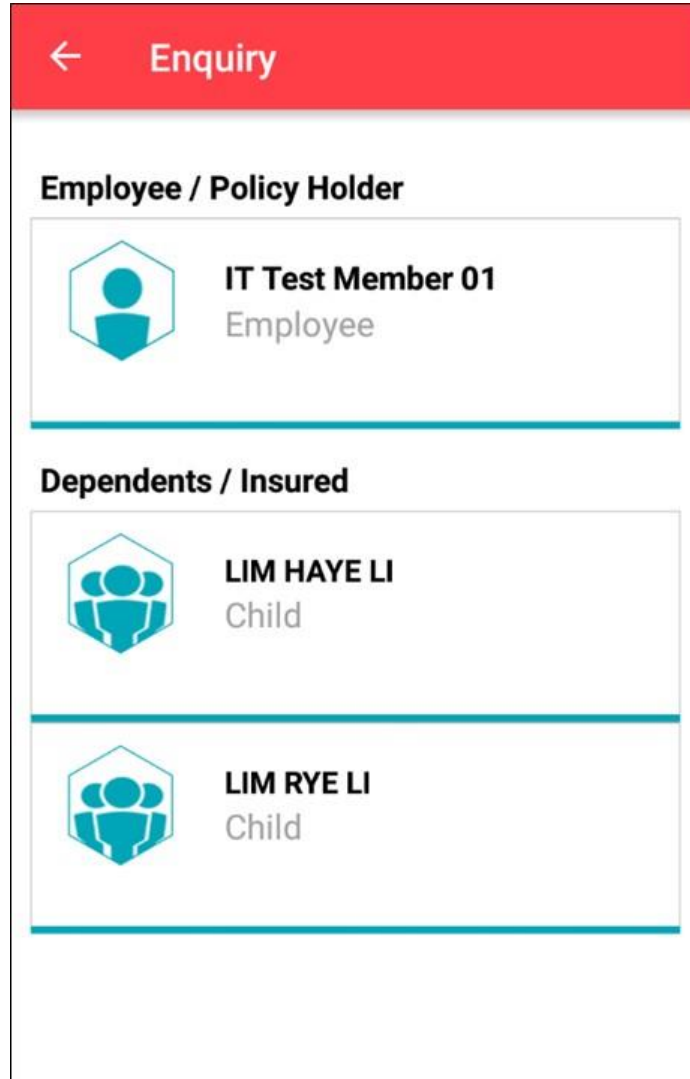 Enquiry
Employee / Policy Holder
IT Test Member 01
Employee
Dependents / Insured
LIM HAYE LI
Child
LIM RYE LI
Child